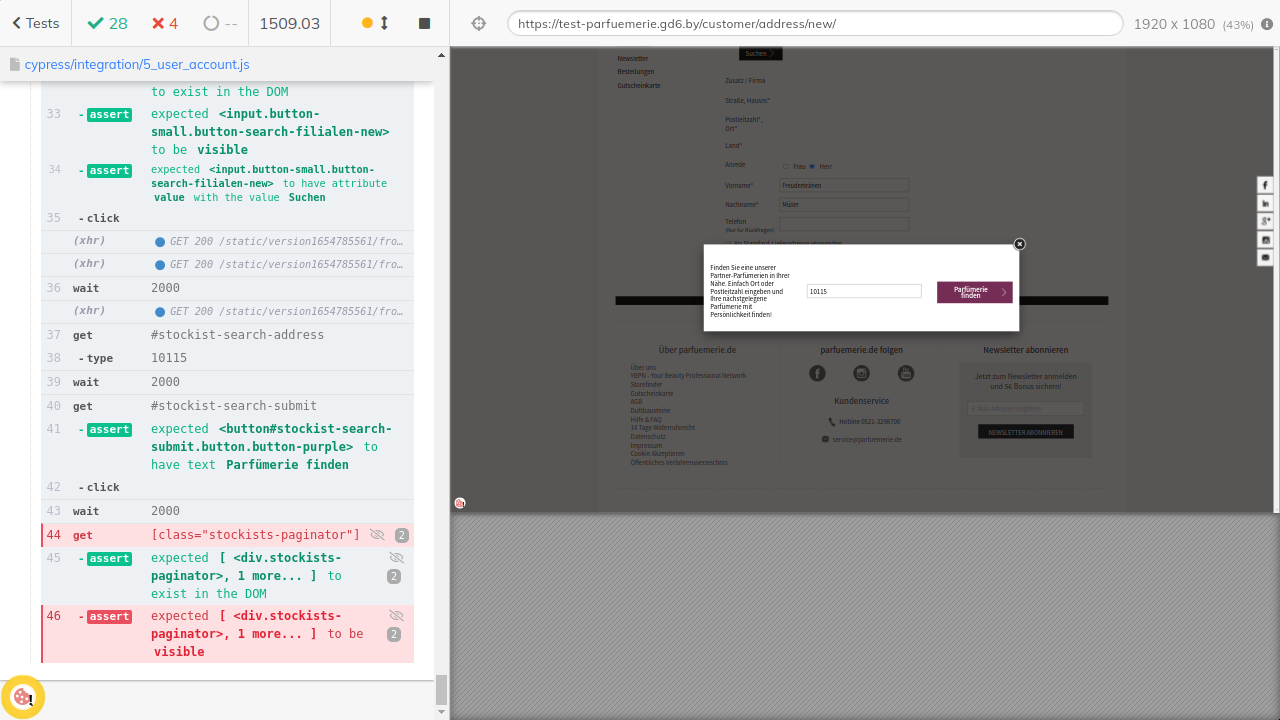 Tests
28
4
--
1509.03
https://test-parfuemerie.gd6.by/customer/address/new/
1920 x 1080 (43%)
cypress/integration/5_user_account.js
to exist in the DOM
33 - assert expected <input.button-
small.button-search-filialen-new>
to be visible
34 - assert expected <input.button-small.button-
search-filialen-new> to have attribute
value with the value Suchen
35 - click
(xhr) GET 200 /static/version1654785561/fro…
(xhr) GET 200 /static/version1654785561/fro…
36 wait 2000
(xhr) GET 200 /static/version1654785561/fro…
37 get #stockist-search-address
38 - type 10115
39 wait 2000
40 get #stockist-search-submit
41 - assert expected <button#stockist-search-
submit.button.button-purple> to
have text Parfümerie finden
42 - click
43 wait 2000
44 get [class="stockists-paginator"] 2
45 - assert expected [ <div.stockists-
paginator>, 1 more... ] to 2
exist in the DOM
46 - assert expected [ <div.stockists-
paginator>, 1 more... ] to be 2
visible
Newsletter
Bestellungen
Gutscheinkarte
Suchen
Zusatz / Firma
Straße, Hausnr.*
Postleitzahl*,
Ort*
Land*
Anrede Frau Herr
Vorname* Freudentränen
Nachname* Müller
Telefon
(Nur für Rückfragen)
Finden Sie eine unserer
Partner-Parfümerien in Ihrer
Nähe. Einfach Ort oder
Postleitzahl eingeben und
Ihre nächstgelegene
Parfümerie mit
Persönlichkeit finden!
10115
Parfümerie
finden
Über parfuemerie.de
Über uns
YBPN - Your Beauty Professional Network
Storefinder
Gutscheinkarte
AGB
Duftbausteine
Hilfe & FAQ
14 Tage Widerrufsrecht
Datenschutz
Impressum
Cookie Akzeptieren
Öffentliches Verfahrensverzeichnis
parfuemerie.de folgen
Kundenservice
Hotline 0521-3298700
service@parfuemerie.de
Newsletter abonnieren
Jetzt zum Newsletter anmelden
und 5€ Bonus sichern!
E-Mail-Adresse eingeben
NEWSLETTER ABONNIEREN